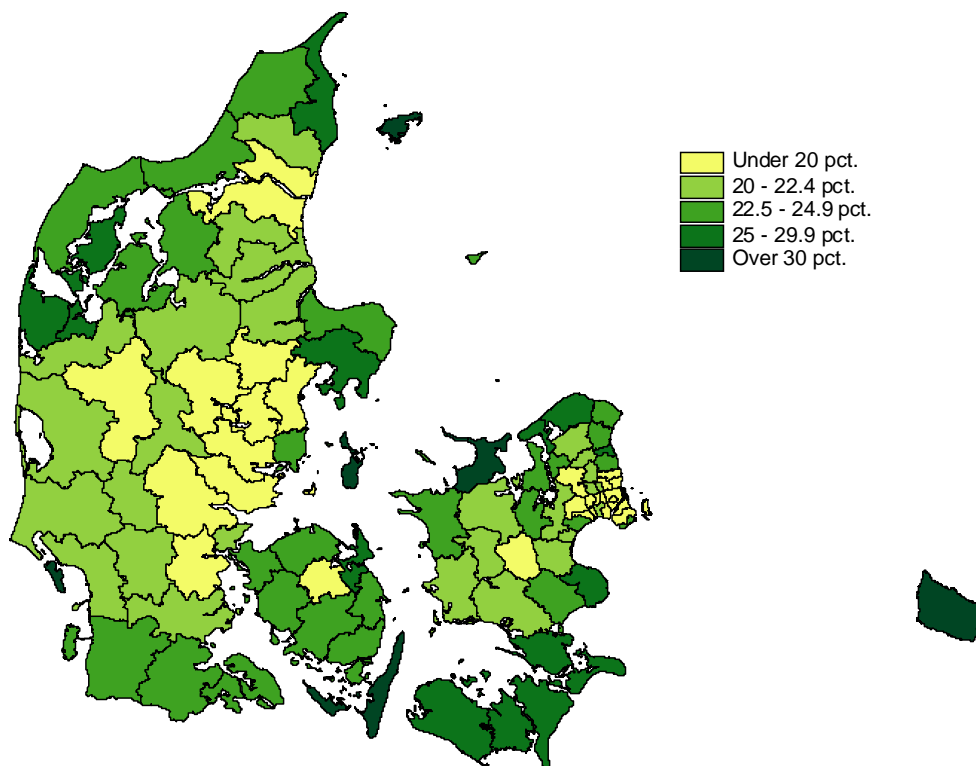 Under 20 pct.
20 - 22.4 pct.
22.5 - 24.9 pct.
25 - 29.9 pct.
Over 30 pct.